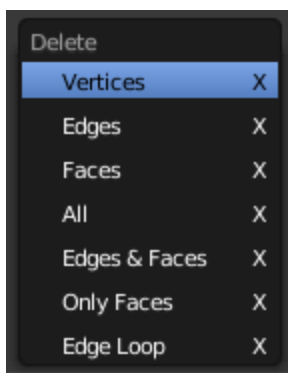 Delete
Vertices X
Edges X
Faces X
All X
Edges & Faces X
Only Faces X
Edge Loop X